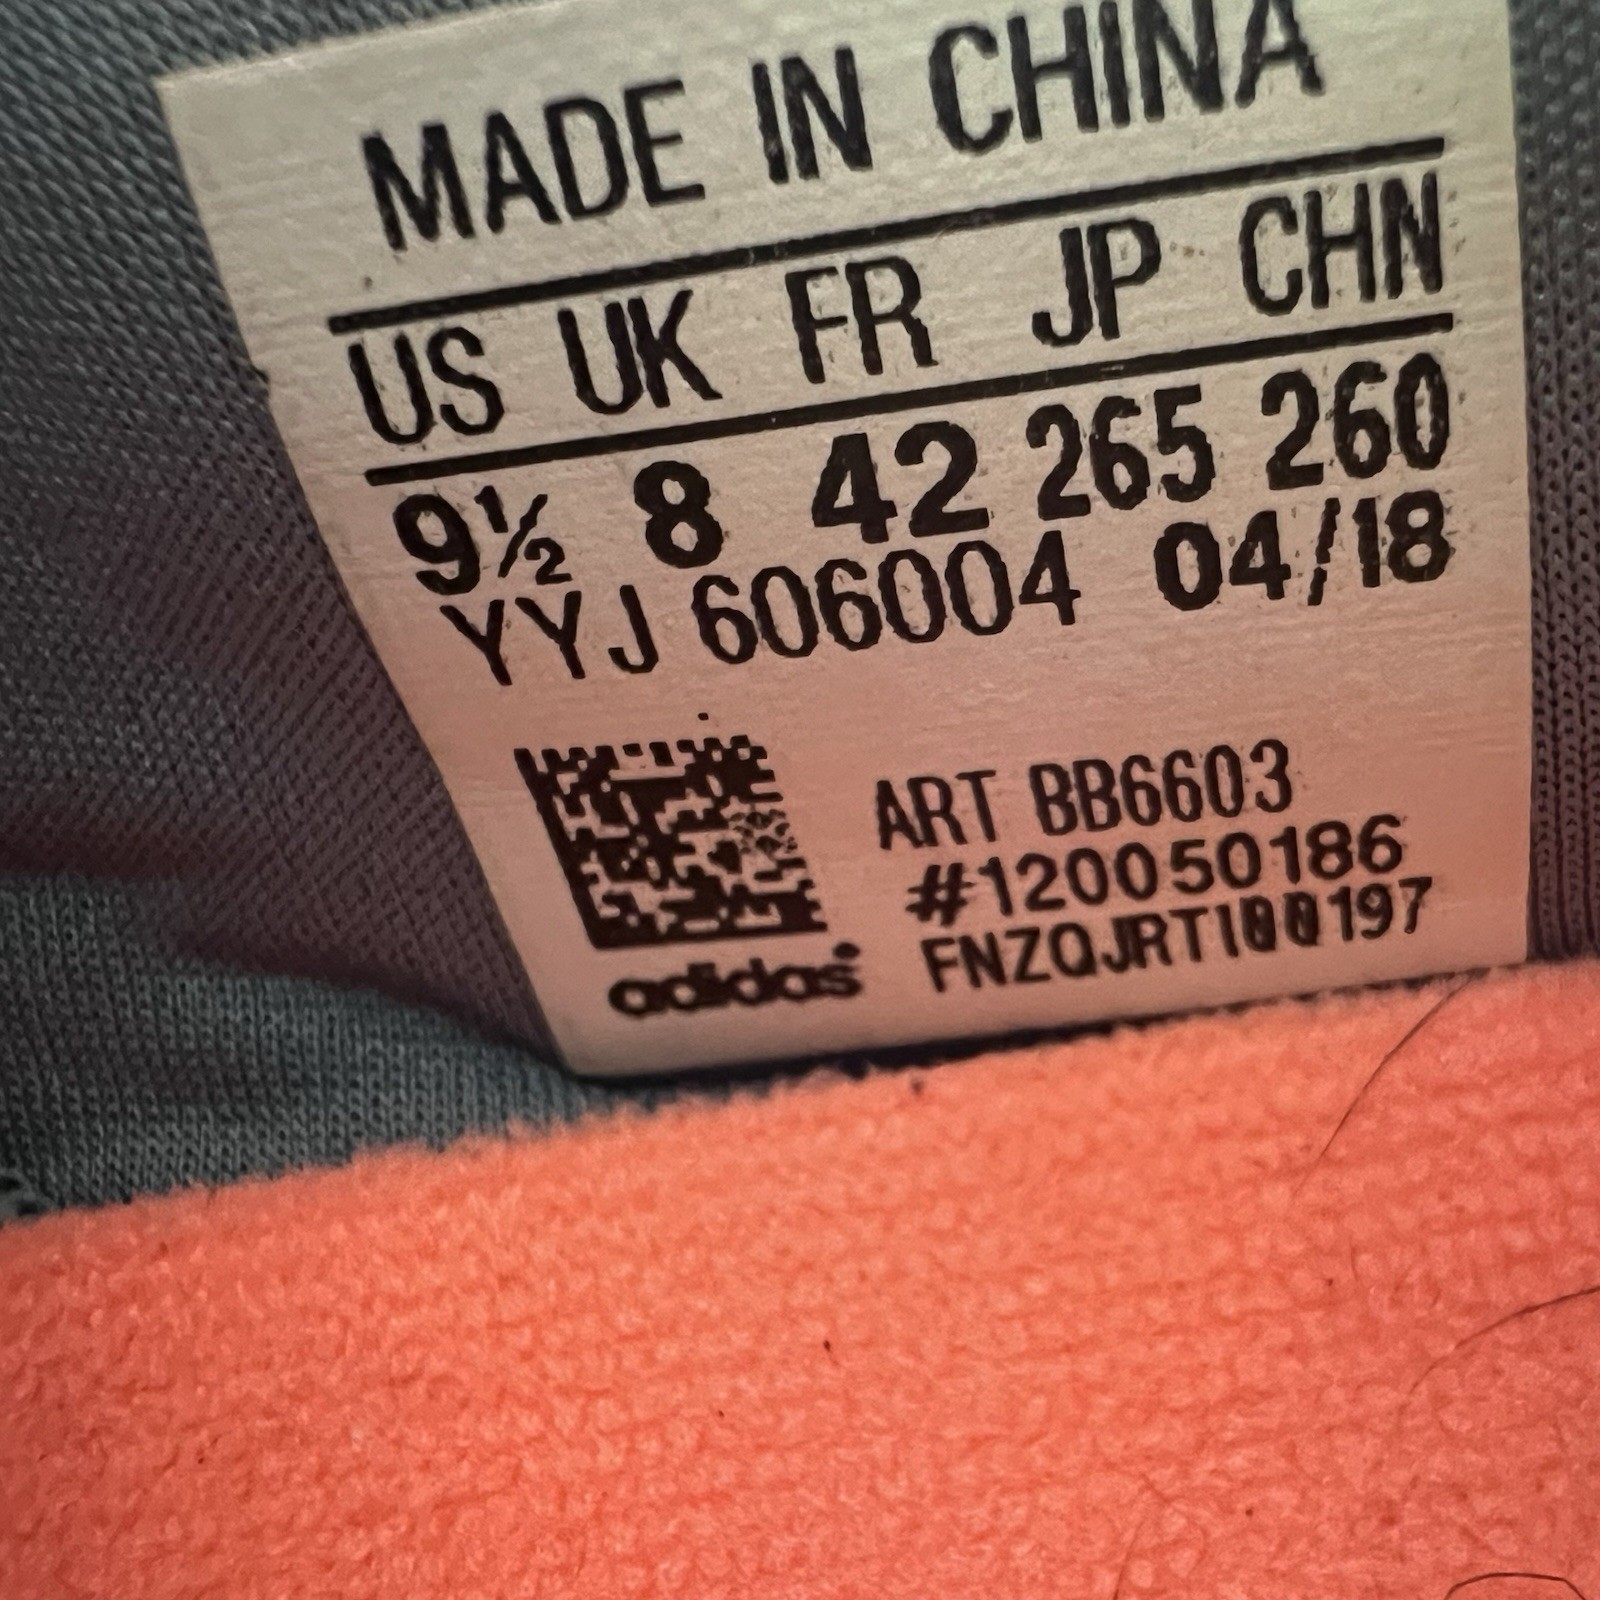 MADE IN CHINA
US UK FR JP CHN
9½ 8 42 265 260
YYJ 606004 04/18
ART BB6603
#120050186
FNZQJRT100197
adidas